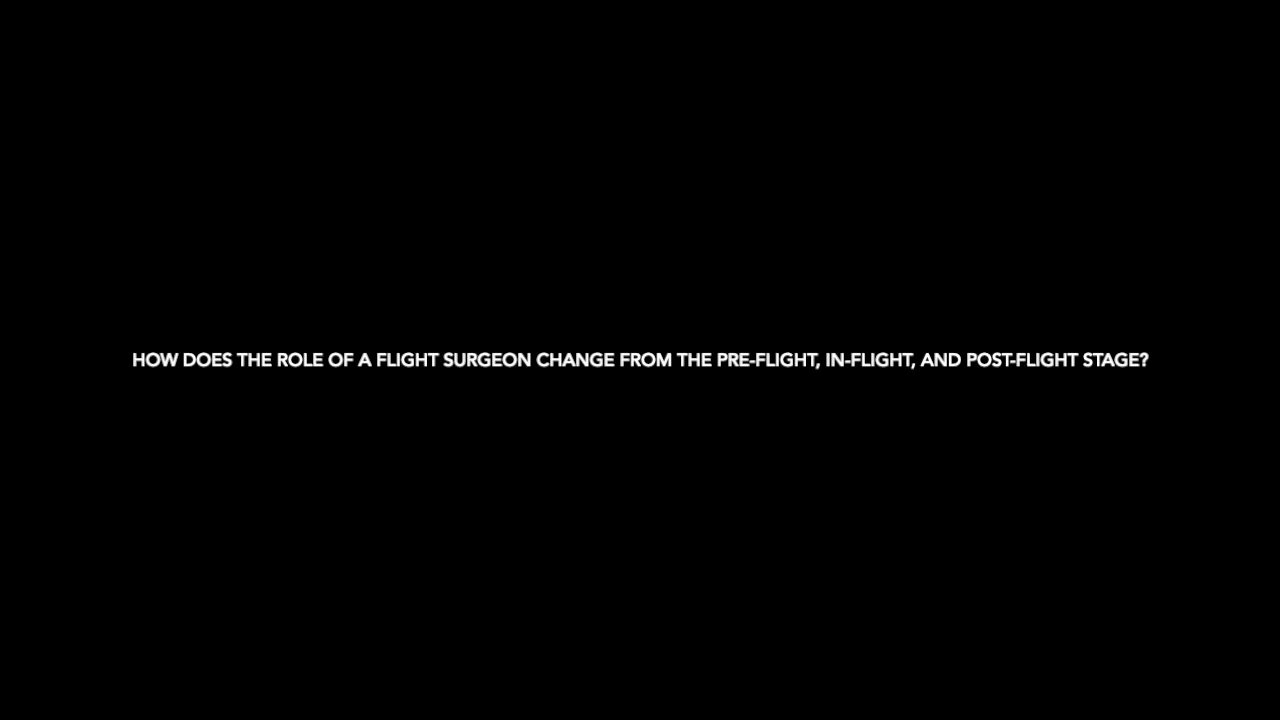 HOW DOES THE ROLE OF A FLIGHT SURGEON CHANGE FROM THE PRE-FLIGHT, IN-FLIGHT, AND POST-FLIGHT STAGE?